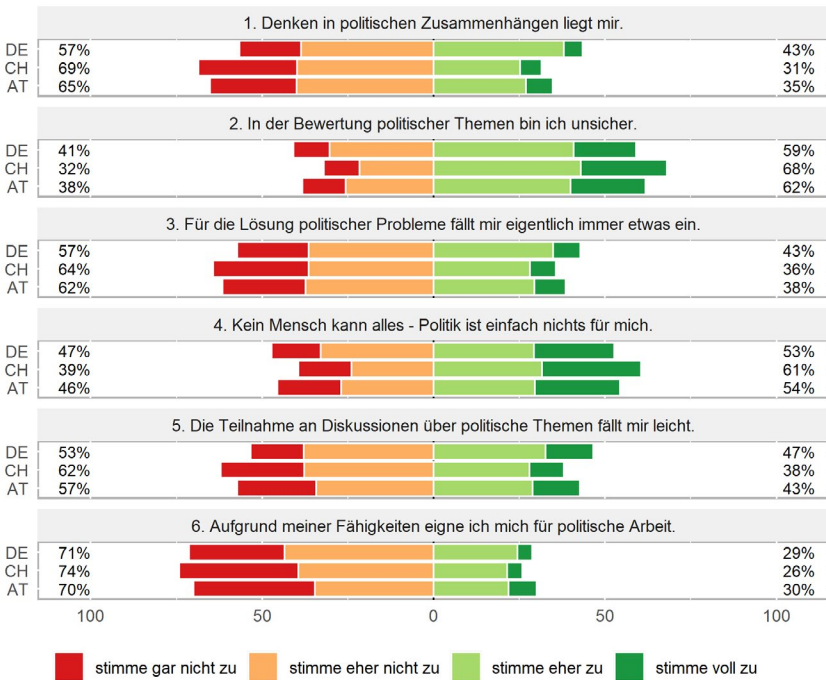 1. Denken in politischen Zusammenhängen liegt mir.
DE 57% 43%
CH 69% 31%
AT 65% 35%
2. In der Bewertung politischer Themen bin ich unsicher.
DE 41% 59%
CH 32% 68%
AT 38% 62%
3. Für die Lösung politischer Probleme fällt mir eigentlich immer etwas ein.
DE 57% 43%
CH 64% 36%
AT 62% 38%
4. Kein Mensch kann alles - Politik ist einfach nichts für mich.
DE 47% 53%
CH 39% 61%
AT 46% 54%
5. Die Teilnahme an Diskussionen über politische Themen fällt mir leicht.
DE 53% 47%
CH 62% 38%
AT 57% 43%
6. Aufgrund meiner Fähigkeiten eigne ich mich für politische Arbeit.
DE 71% 29%
CH 74% 26%
AT 70% 30%
100 50 0 50 100
stimme gar nicht zu stimme eher nicht zu stimme eher zu stimme voll zu